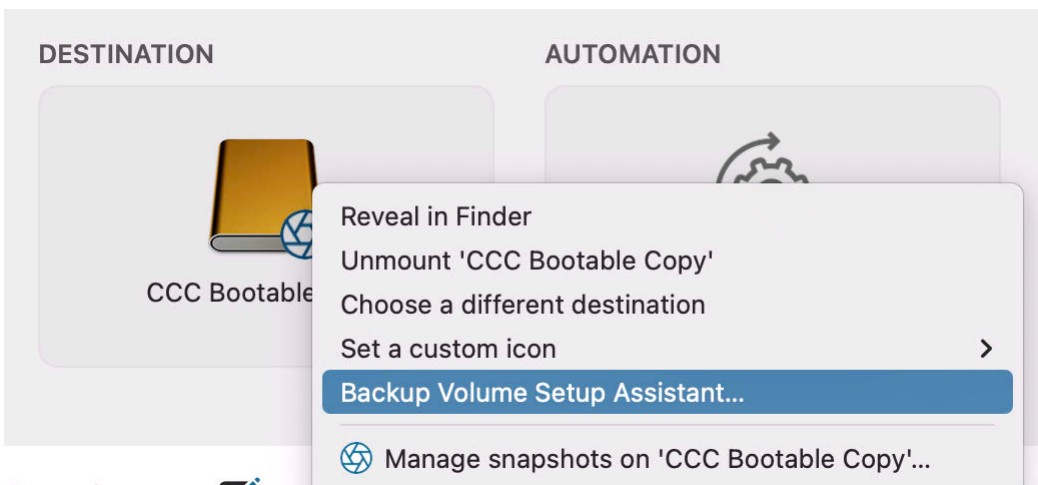 DESTINATION
AUTOMATION
CCC Bootable
Reveal in Finder
Unmount 'CCC Bootable Copy'
Choose a different destination
Set a custom icon
Backup Volume Setup Assistant...
Manage snapshots on 'CCC Bootable Copy'...